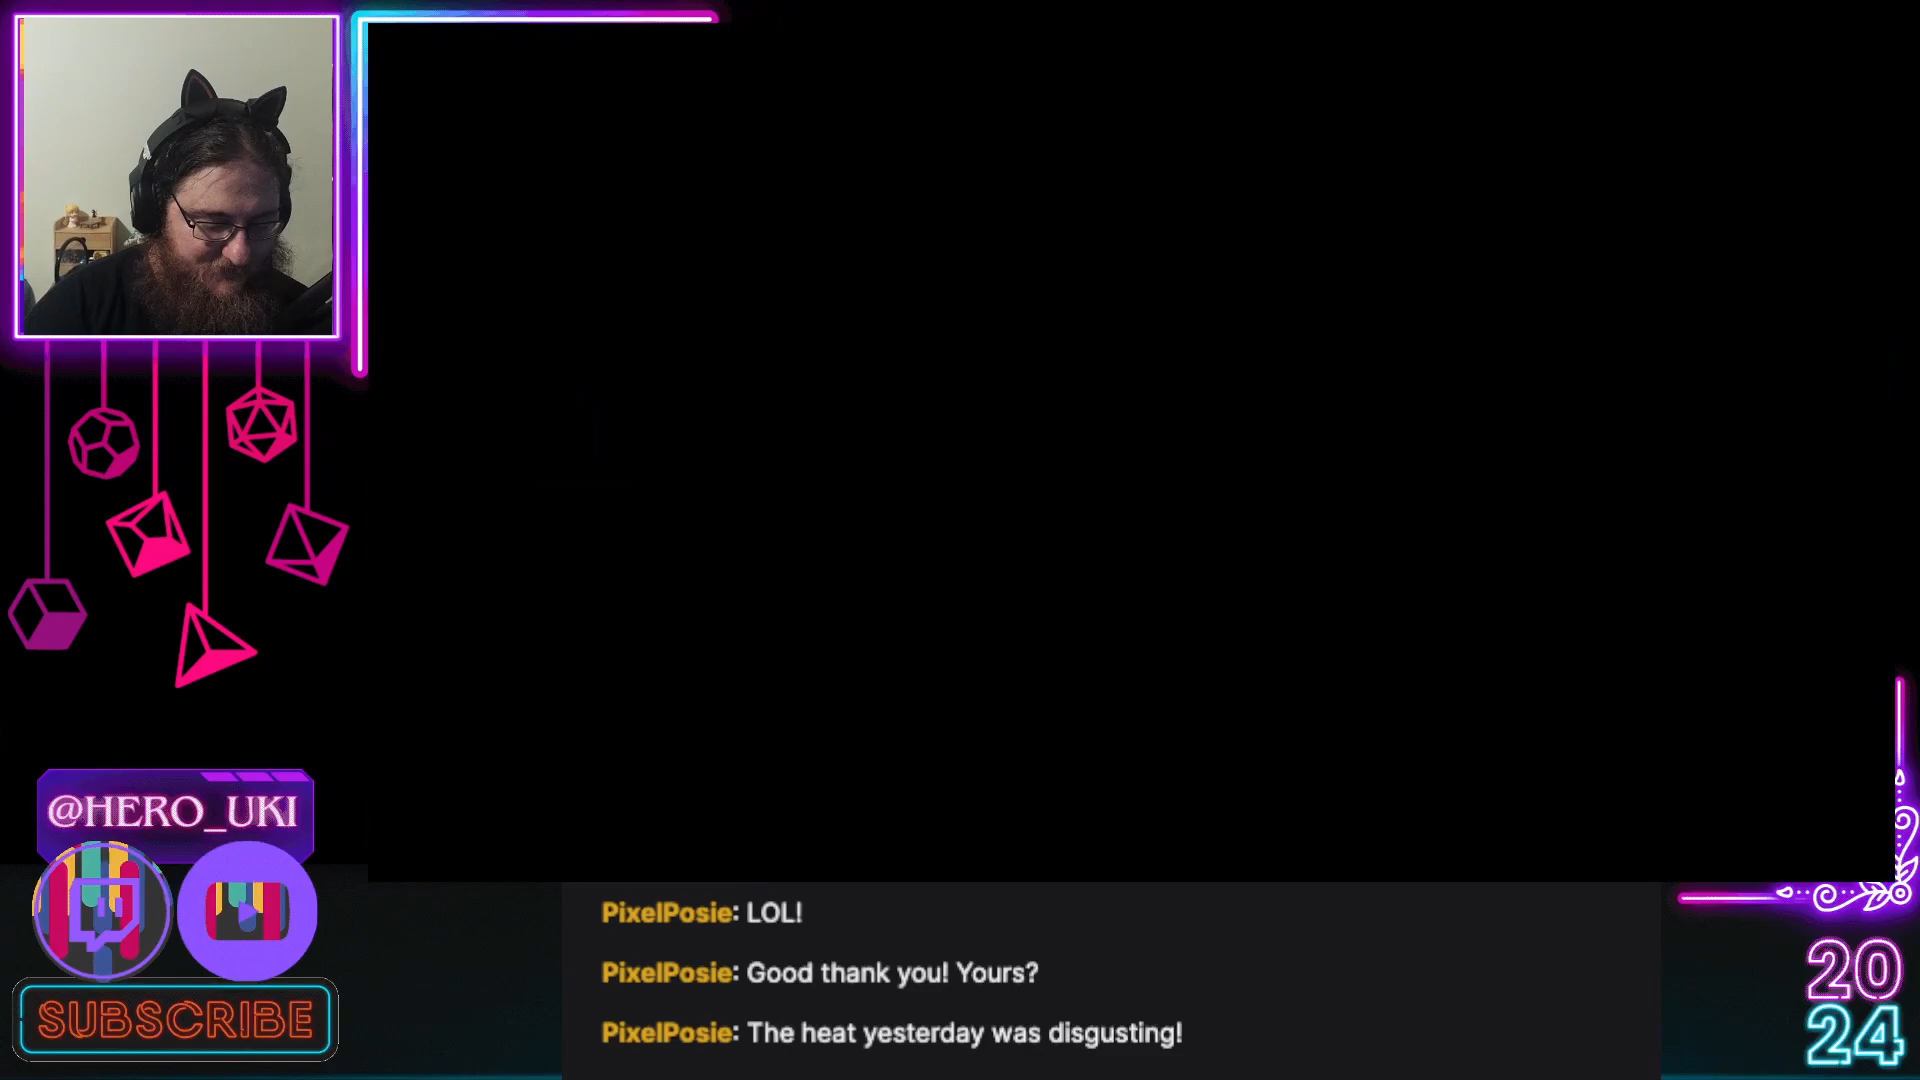 @HERO_UKI
SUBSCRIBE
PixelPosie: LOL!
PixelPosie: Good thank you! Yours?
PixelPosie: The heat yesterday was disgusting!
20
24